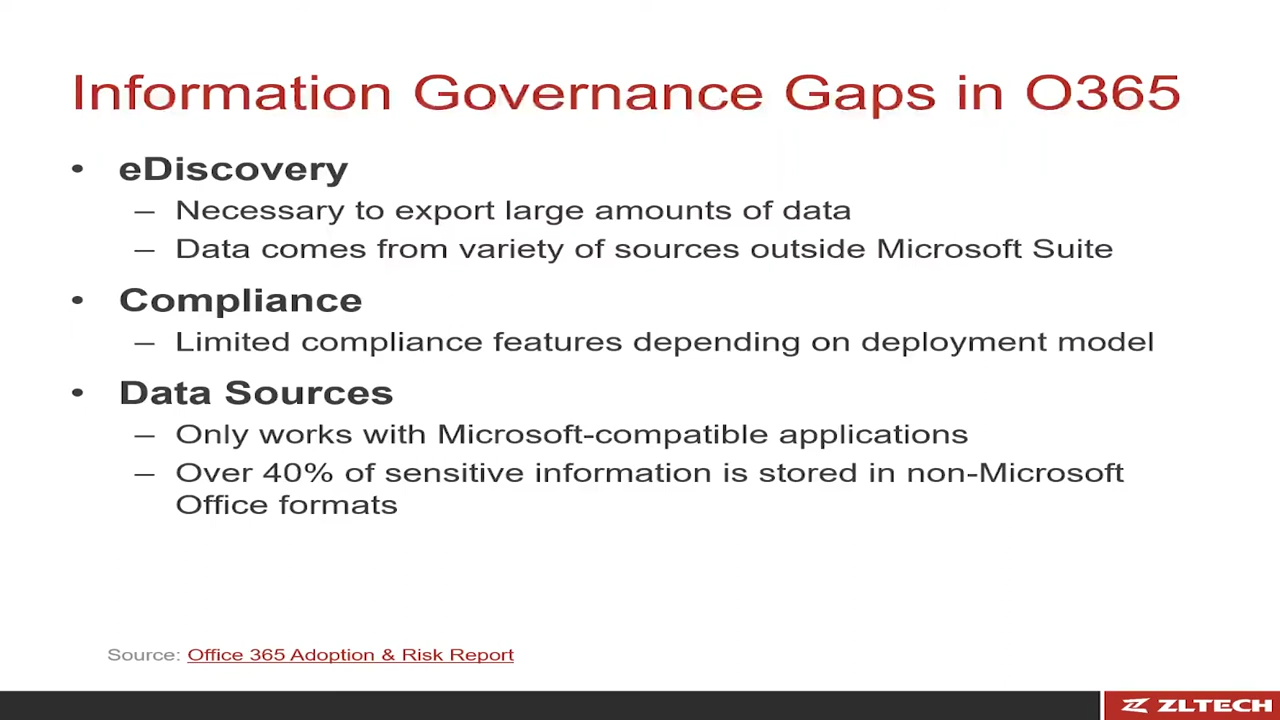 Information Governance Gaps in O365
• eDiscovery
– Necessary to export large amounts of data
– Data comes from variety of sources outside Microsoft Suite
• Compliance
– Limited compliance features depending on deployment model
• Data Sources
– Only works with Microsoft-compatible applications
– Over 40% of sensitive information is stored in non-Microsoft
Office formats
Source: Office 365 Adoption & Risk Report
ZLTECH